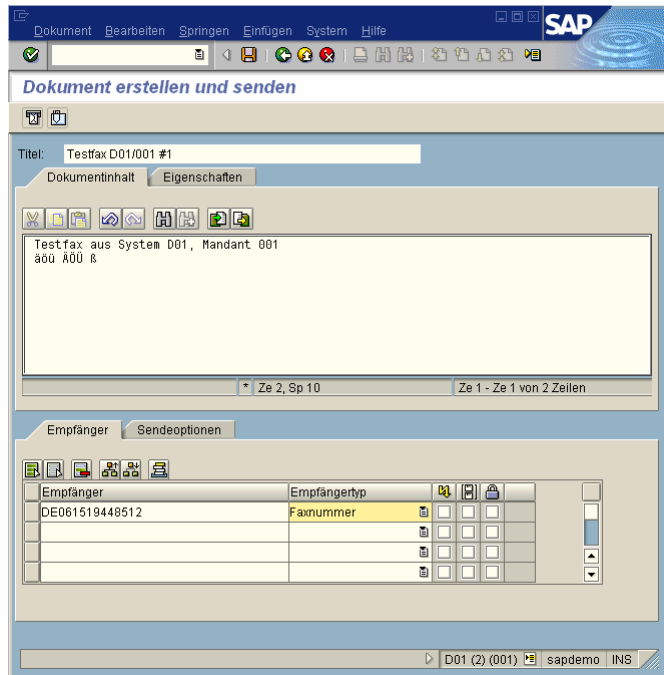 Dokument Bearbeiten Springen Einfügen System Hilfe
SAP
Dokument erstellen und senden
Titel: Testfax D01/001 #1
Dokumentinhalt Eigenschaften
Testfax aus System D01, Mandant 001
äöü ÄÖÜ ß
* Ze 2, Sp 10 Ze 1 - Ze 1 von 2 Zeilen
Empfänger Sendeoptionen
Empfänger Empfängertyp
DE061519448512 Faxnummer
D01 (2) (001) sapdemo INS